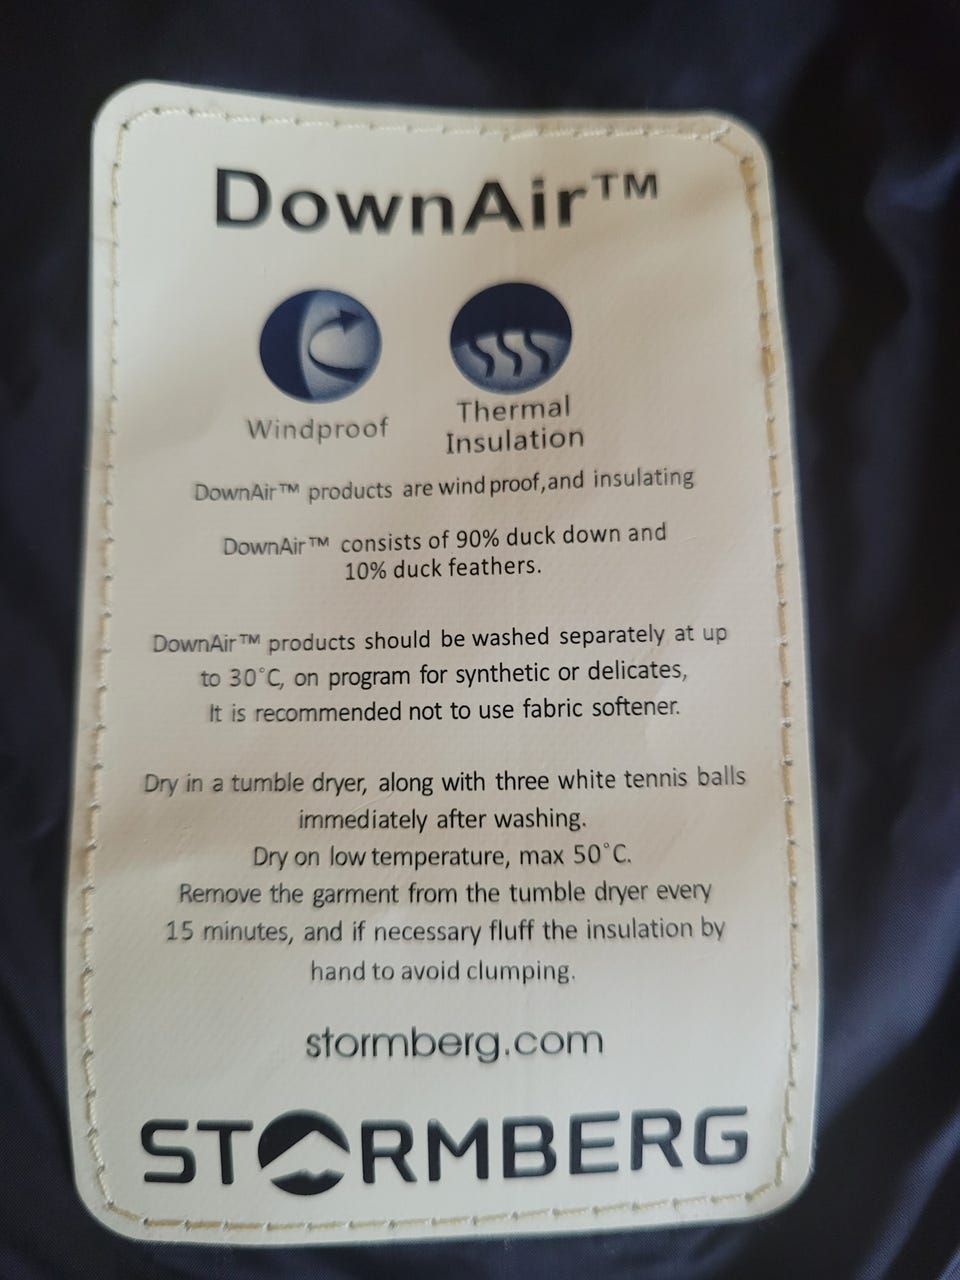 DownAir™
Windproof
Thermal
Insulation
DownAir™ products are wind proof,and insulating
DownAir™ consists of 90% duck down and
10% duck feathers.
DownAir™ products should be washed separately at up
to 30°C, on program for synthetic or delicates,
It is recommended not to use fabric softener.
Dry in a tumble dryer, along with three white tennis balls
immediately after washing.
Dry on low temperature, max 50°C.
Remove the garment from the tumble dryer every
15 minutes, and if necessary fluff the insulation by
hand to avoid clumping.
stormberg.com
STORMBERG